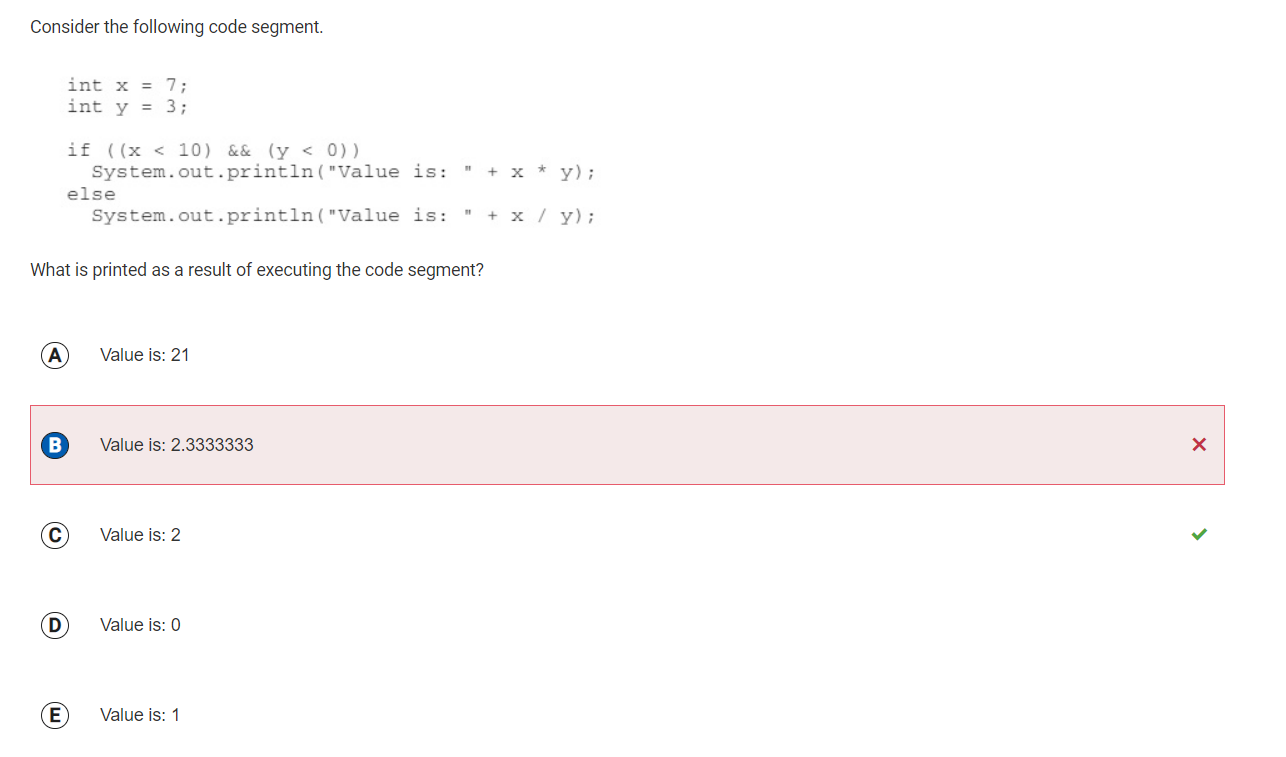 Consider the following code segment.
int x = 7;
int y = 3;
if ((x < 10) && (y < 0))
System.out.println("Value is: " + x * y);
else
System.out.println("Value is: " + x / y);
What is printed as a result of executing the code segment?
A Value is: 21
B Value is: 2.3333333
C Value is: 2
D Value is: 0
E Value is: 1